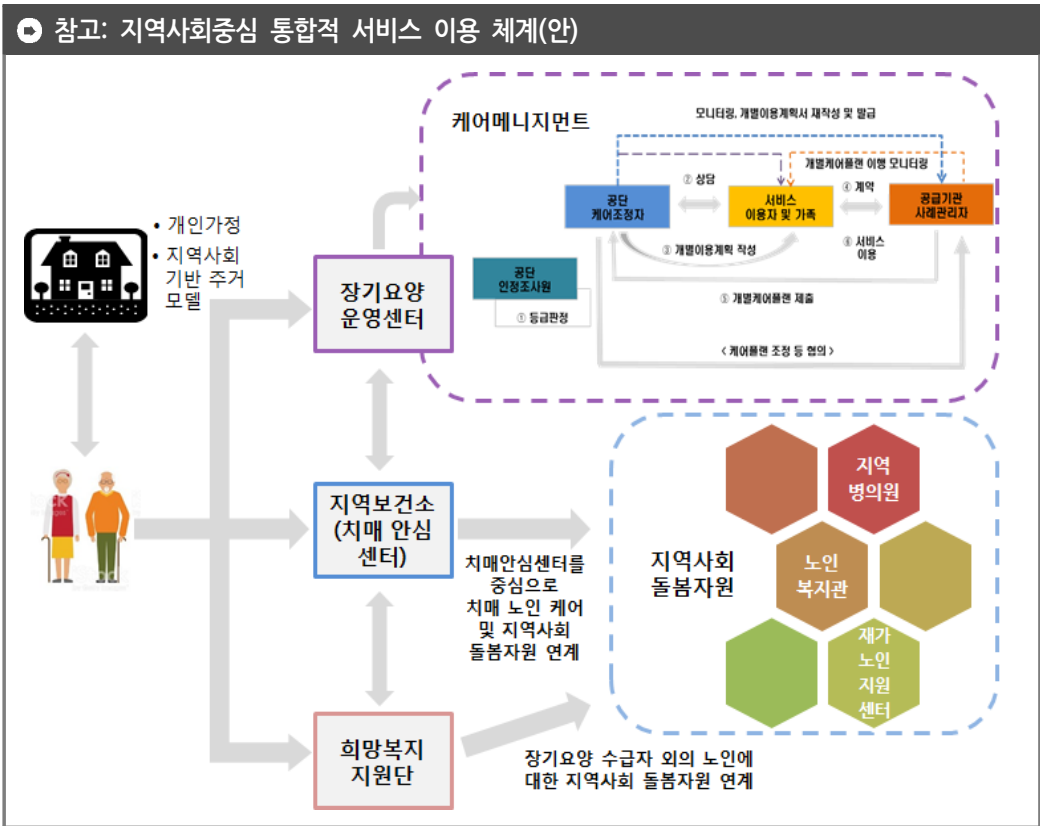 참고: 지역사회중심 통합적 서비스 이용 체계(안)
케어메니지먼트
모니터링, 개별이용계획서 재작성 및 발급
개별케어플랜 이행 모니터링
② 상담
④ 계약
공단
케어조정자
서비스
이용자 및 가족
공급기관
사례관리자
③ 개별이용계획 작성
⑥ 서비스
이용
공단
인정조사원
① 등급판정
⑤ 개별케어플랜 제출
< 케어플랜 조정 등 협의 >
• 개인가정
• 지역사회
기반 주거
모델
장기요양
운영센터
지역보건소
(치매 안심
센터)
치매안심센터를
중심으로
치매 노인 케어
및 지역사회
돌봄자원 연계
지역사회
돌봄자원
지역
병의원
노인
복지관
재가
노인
지원
센터
희망복지
지원단
장기요양 수급자 외의 노인에
대한 지역사회 돌봄자원 연계